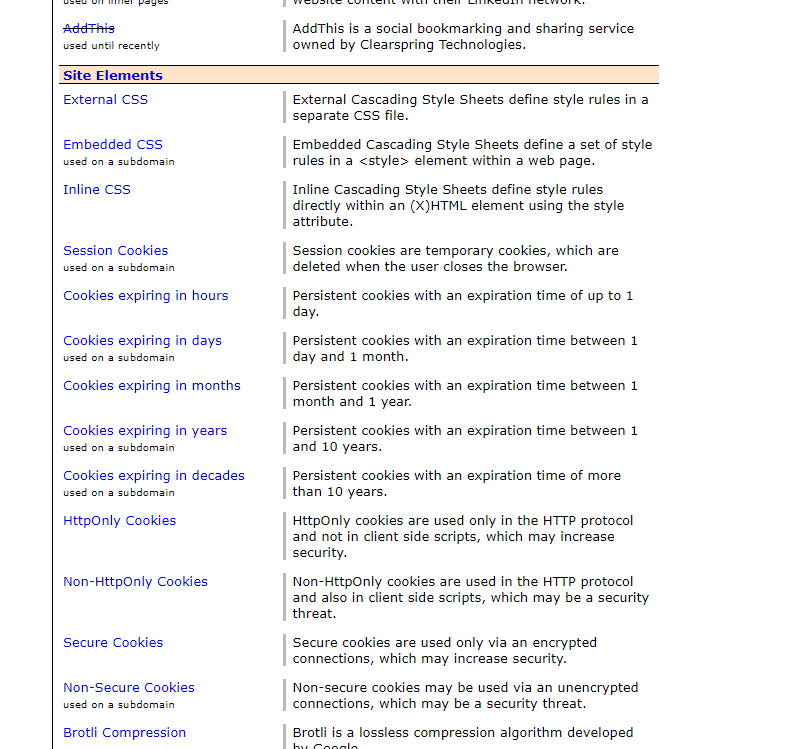 used on inner pages
website content with their LinkedIn network.
AddThis
used until recently
AddThis is a social bookmarking and sharing service
owned by Clearspring Technologies.
Site Elements
External CSS
External Cascading Style Sheets define style rules in a
separate CSS file.
Embedded CSS
used on a subdomain
Embedded Cascading Style Sheets define a set of style
rules in a <style> element within a web page.
Inline CSS
Inline Cascading Style Sheets define style rules
directly within an (X)HTML element using the style
attribute.
Session Cookies
used on a subdomain
Session cookies are temporary cookies, which are
deleted when the user closes the browser.
Cookies expiring in hours
Persistent cookies with an expiration time of up to 1
day.
Cookies expiring in days
used on a subdomain
Persistent cookies with an expiration time between 1
day and 1 month.
Cookies expiring in months
Persistent cookies with an expiration time between 1
month and 1 year.
Cookies expiring in years
used on a subdomain
Persistent cookies with an expiration time between 1
and 10 years.
Cookies expiring in decades
used on a subdomain
Persistent cookies with an expiration time of more
than 10 years.
HttpOnly Cookies
HttpOnly cookies are used only in the HTTP protocol
and not in client side scripts, which may increase
security.
Non-HttpOnly Cookies
Non-HttpOnly cookies are used in the HTTP protocol
and also in client side scripts, which may be a security
threat.
Secure Cookies
Secure cookies are used only via an encrypted
connections, which may increase security.
Non-Secure Cookies
used on a subdomain
Non-secure cookies may be used via an unencrypted
connections, which may be a security threat.
Brotli Compression
Brotli is a lossless compression algorithm developed
by Google.